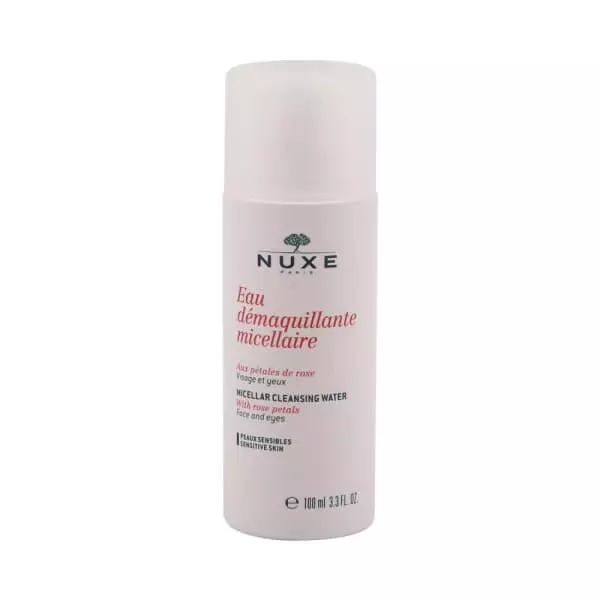 NUXE
PARIS
Eau
démaquillante
micellaire
Aux pétales de rose
Visage et yeux
MICELLAR CLEANSING WATER
With rose petals
Face and eyes
PEAUX SENSIBLES
SENSITIVE SKIN
℮ 100 ml 3.3 FL. OZ.